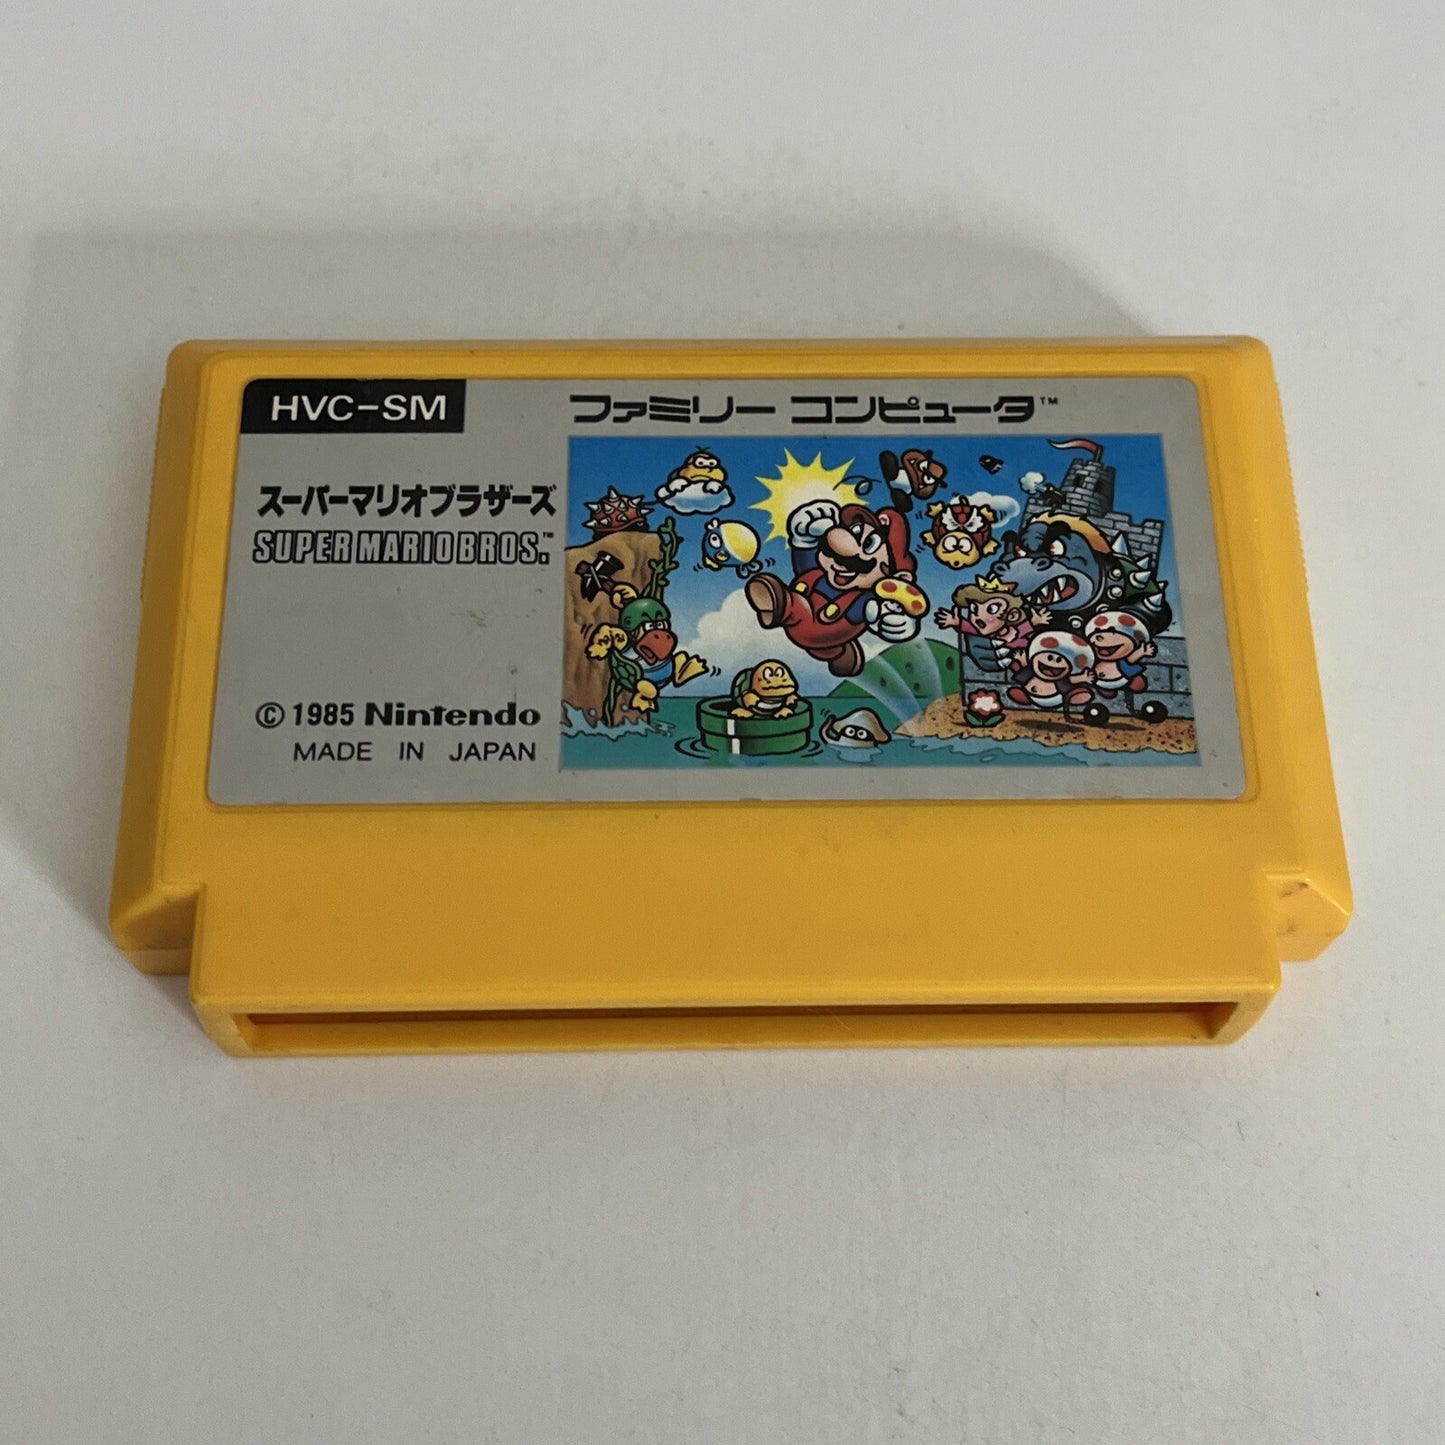 HVC-SM
ファミリー コンピュータ™
スーパーマリオブラザーズ
SUPER MARIO BROS.™
© 1985 Nintendo
MADE IN JAPAN